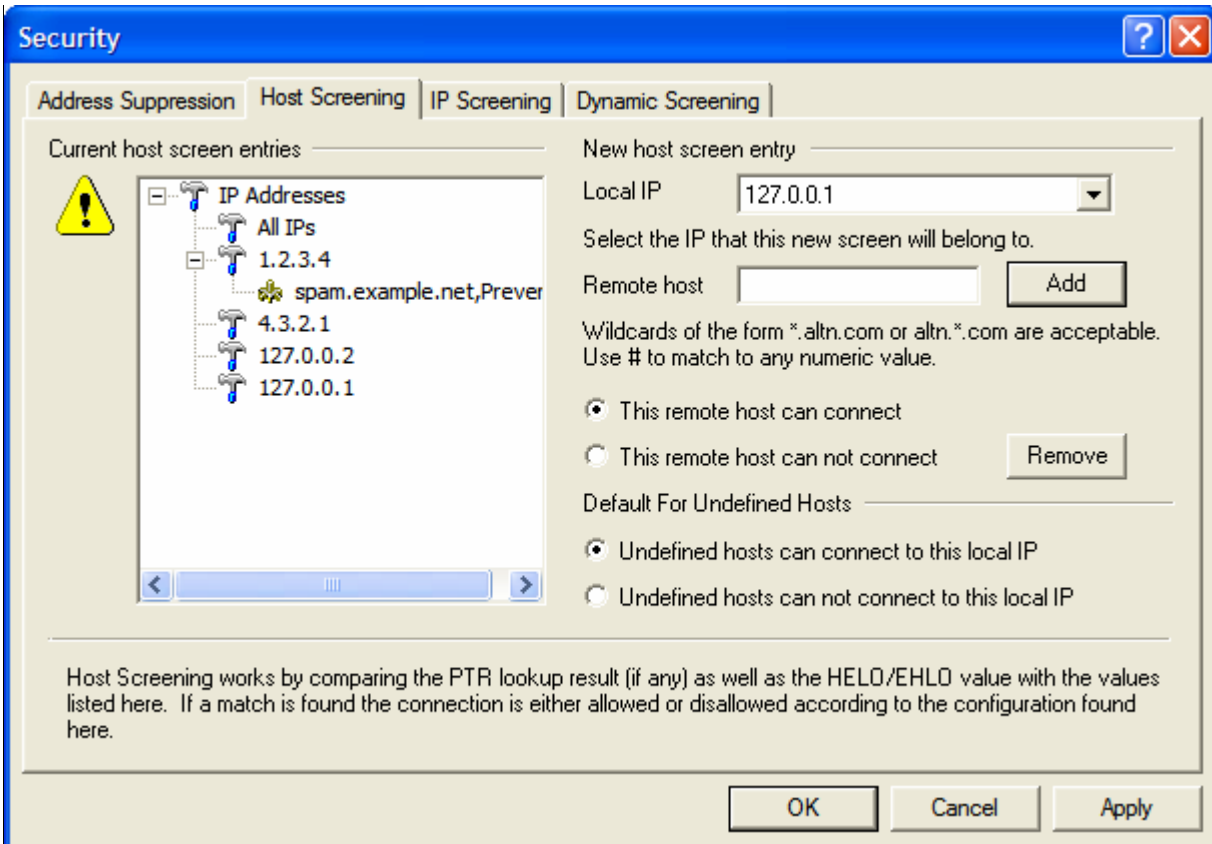 Security
Address Suppression
Host Screening
IP Screening
Dynamic Screening
Current host screen entries
IP Addresses
All IPs
1.2.3.4
spam.example.net,Prever
4.3.2.1
127.0.0.2
127.0.0.1
New host screen entry
Local IP
127.0.0.1
Select the IP that this new screen will belong to.
Remote host
Add
Wildcards of the form *.altn.com or altn.*.com are acceptable.
Use # to match to any numeric value.
This remote host can connect
This remote host can not connect
Remove
Default For Undefined Hosts
Undefined hosts can connect to this local IP
Undefined hosts can not connect to this local IP
Host Screening works by comparing the PTR lookup result (if any) as well as the HELO/EHLO value with the values
listed here.  If a match is found the connection is either allowed or disallowed according to the configuration found
here.
OK
Cancel
Apply